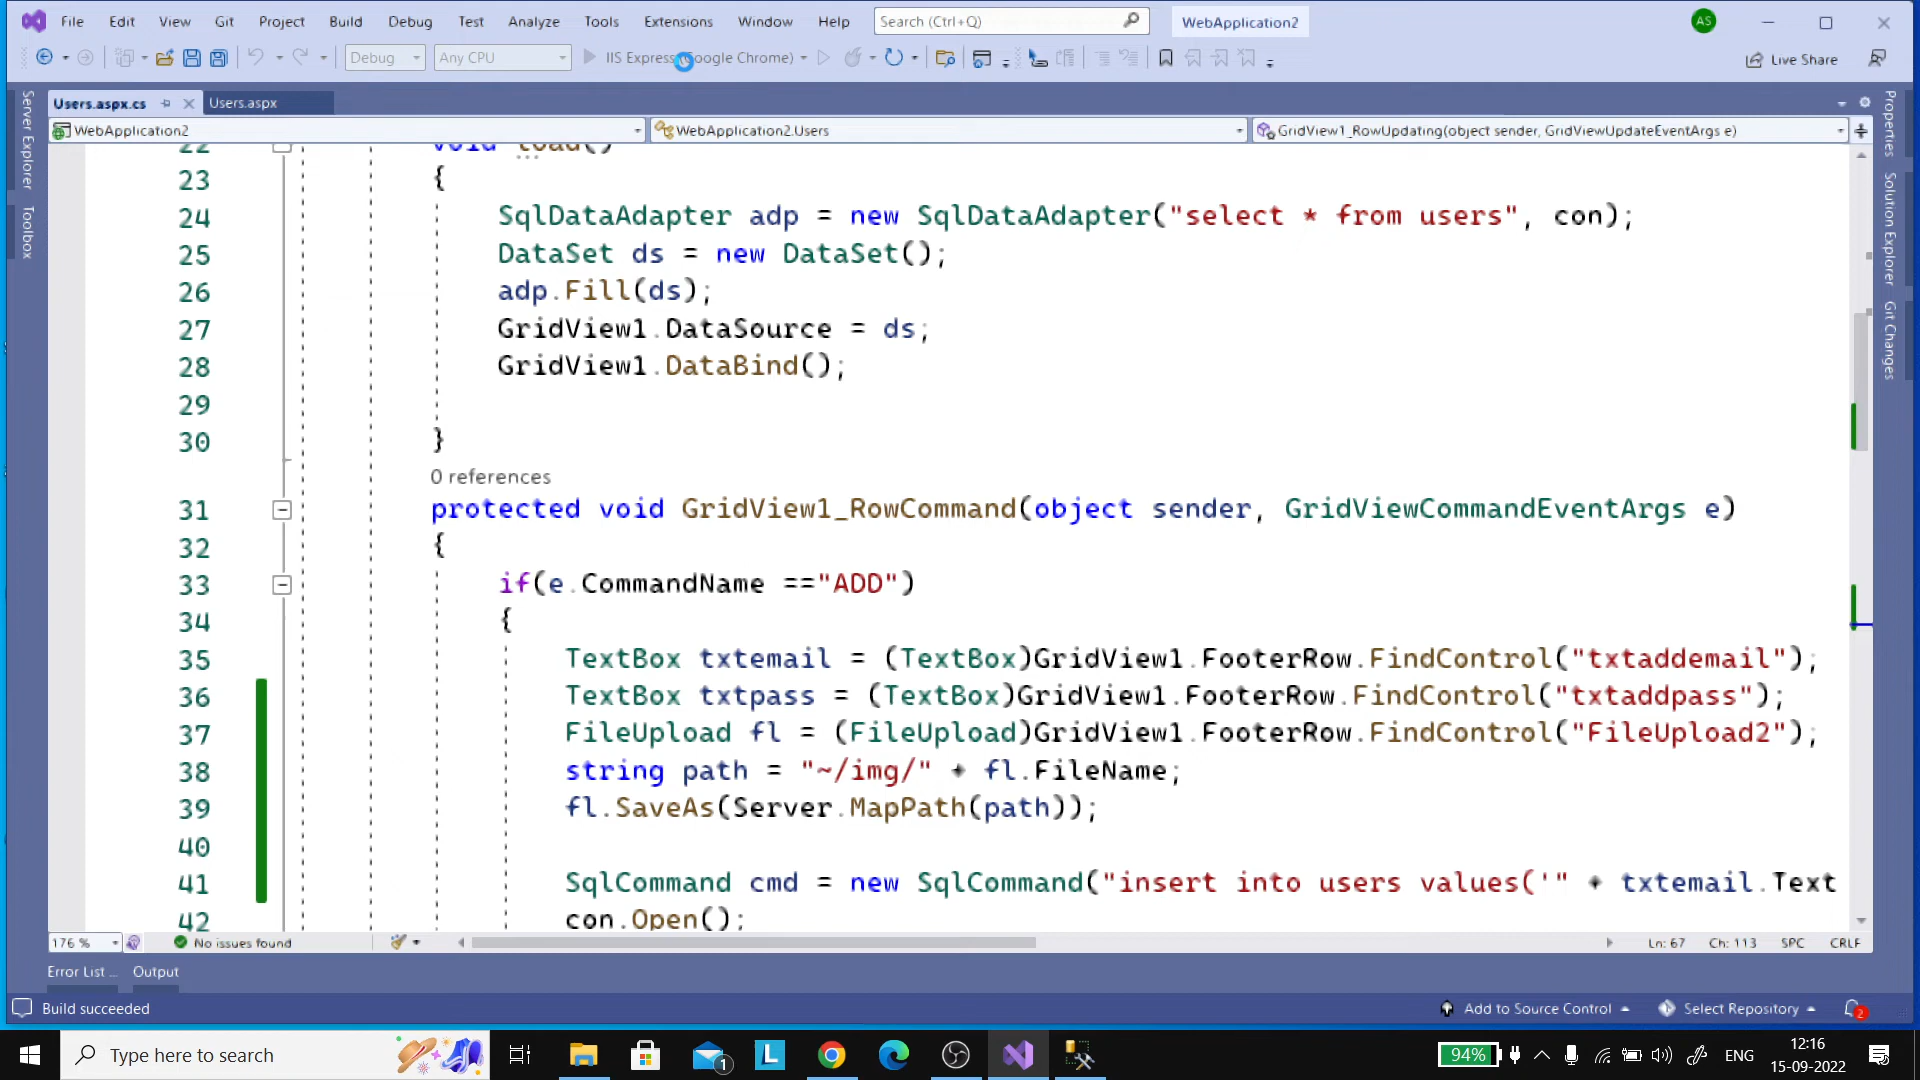 File Edit View Git Project Build Debug Test Analyze Tools Extensions Window Help Search (Ctrl+Q) WebApplication2 AS
Debug Any CPU IIS Express (Google Chrome) Live Share
Users.aspx.cs Users.aspx
WebApplication2 WebApplication2.Users GridView1_RowUpdating(object sender, GridViewUpdateEventArgs e)
Server Explorer
Toolbox
Properties
Solution Explorer
Git Changes
22 void load()
23 {
24 SqlDataAdapter adp = new SqlDataAdapter("select * from users", con);
25 DataSet ds = new DataSet();
26 adp.Fill(ds);
27 GridView1.DataSource = ds;
28 GridView1.DataBind();
29
30 }
0 references
31 protected void GridView1_RowCommand(object sender, GridViewCommandEventArgs e)
32 {
33 if(e.CommandName =="ADD")
34 {
35 TextBox txtemail = (TextBox)GridView1.FooterRow.FindControl("txtaddemail");
36 TextBox txtpass = (TextBox)GridView1.FooterRow.FindControl("txtaddpass");
37 FileUpload fl = (FileUpload)GridView1.FooterRow.FindControl("FileUpload2");
38 string path = "~/img/" + fl.FileName;
39 fl.SaveAs(Server.MapPath(path));
40
41 SqlCommand cmd = new SqlCommand("insert into users values('" + txtemail.Text
42 con.Open();
176 % No issues found Ln: 67 Ch: 113 SPC CRLF
Error List ... Output
Build succeeded Add to Source Control Select Repository 2
Type here to search 1 L 94% ENG 12:16
15-09-2022